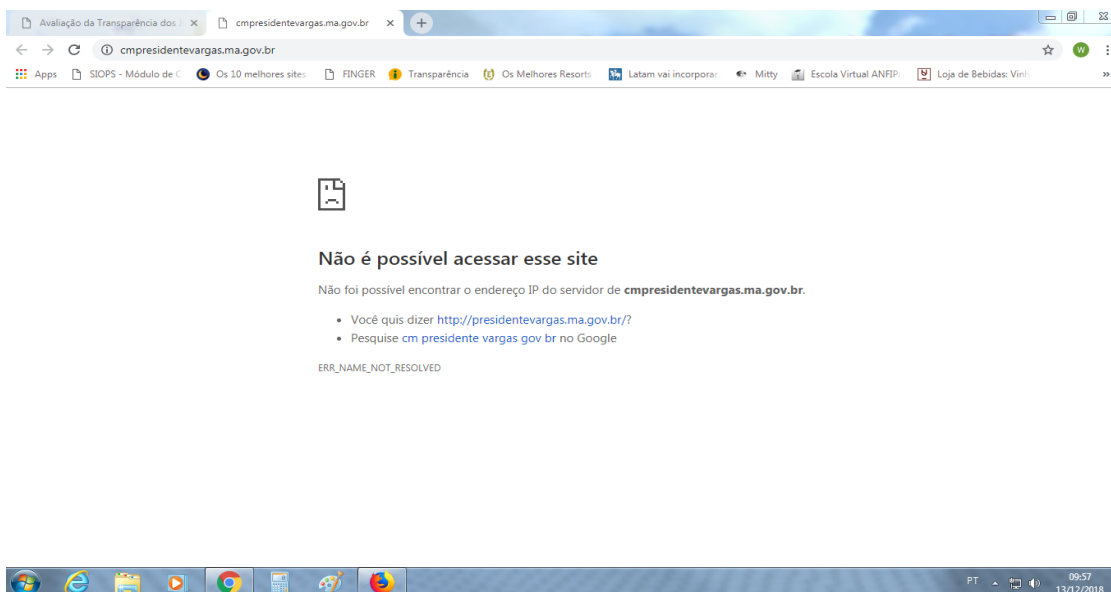 Avaliação da Transparência dos
cmpresidentevargas.ma.gov.br
cmpresidentevargas.ma.gov.br
W
Apps SIOPS - Módulo de C Os 10 melhores sites FINGER Transparência Os Melhores Resorts Latam vai incorporar Mitty Escola Virtual ANFIP: Loja de Bebidas: Vinh »
Não é possível acessar esse site
Não foi possível encontrar o endereço IP do servidor de cmpresidentevargas.ma.gov.br.
• Você quis dizer http://presidentevargas.ma.gov.br/?
• Pesquise cm presidente vargas gov br no Google
ERR_NAME_NOT_RESOLVED
PT 09:57
13/12/2018